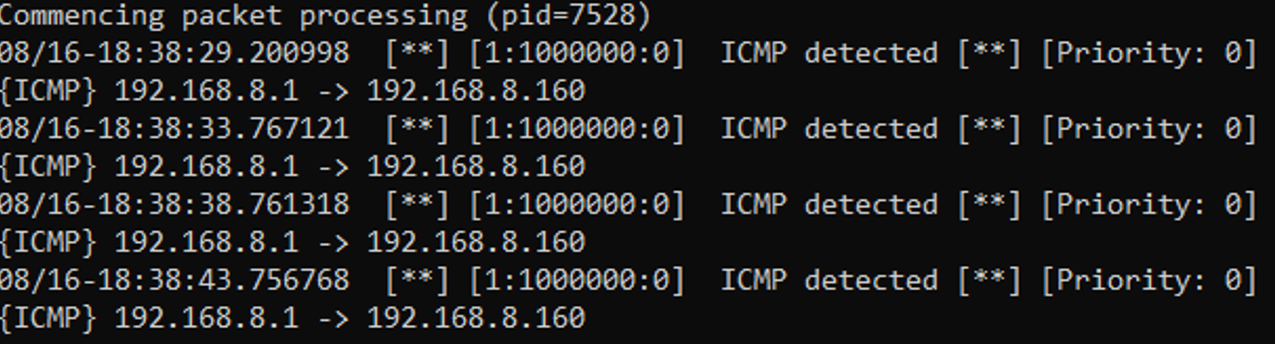 Commencing packet processing (pid=7528)
08/16-18:38:29.200998  [**] [1:1000000:0]  ICMP detected [**] [Priority: 0]
{ICMP} 192.168.8.1 -> 192.168.8.160
08/16-18:38:33.767121  [**] [1:1000000:0]  ICMP detected [**] [Priority: 0]
{ICMP} 192.168.8.1 -> 192.168.8.160
08/16-18:38:38.761318  [**] [1:1000000:0]  ICMP detected [**] [Priority: 0]
{ICMP} 192.168.8.1 -> 192.168.8.160
08/16-18:38:43.756768  [**] [1:1000000:0]  ICMP detected [**] [Priority: 0]
{ICMP} 192.168.8.1 -> 192.168.8.160